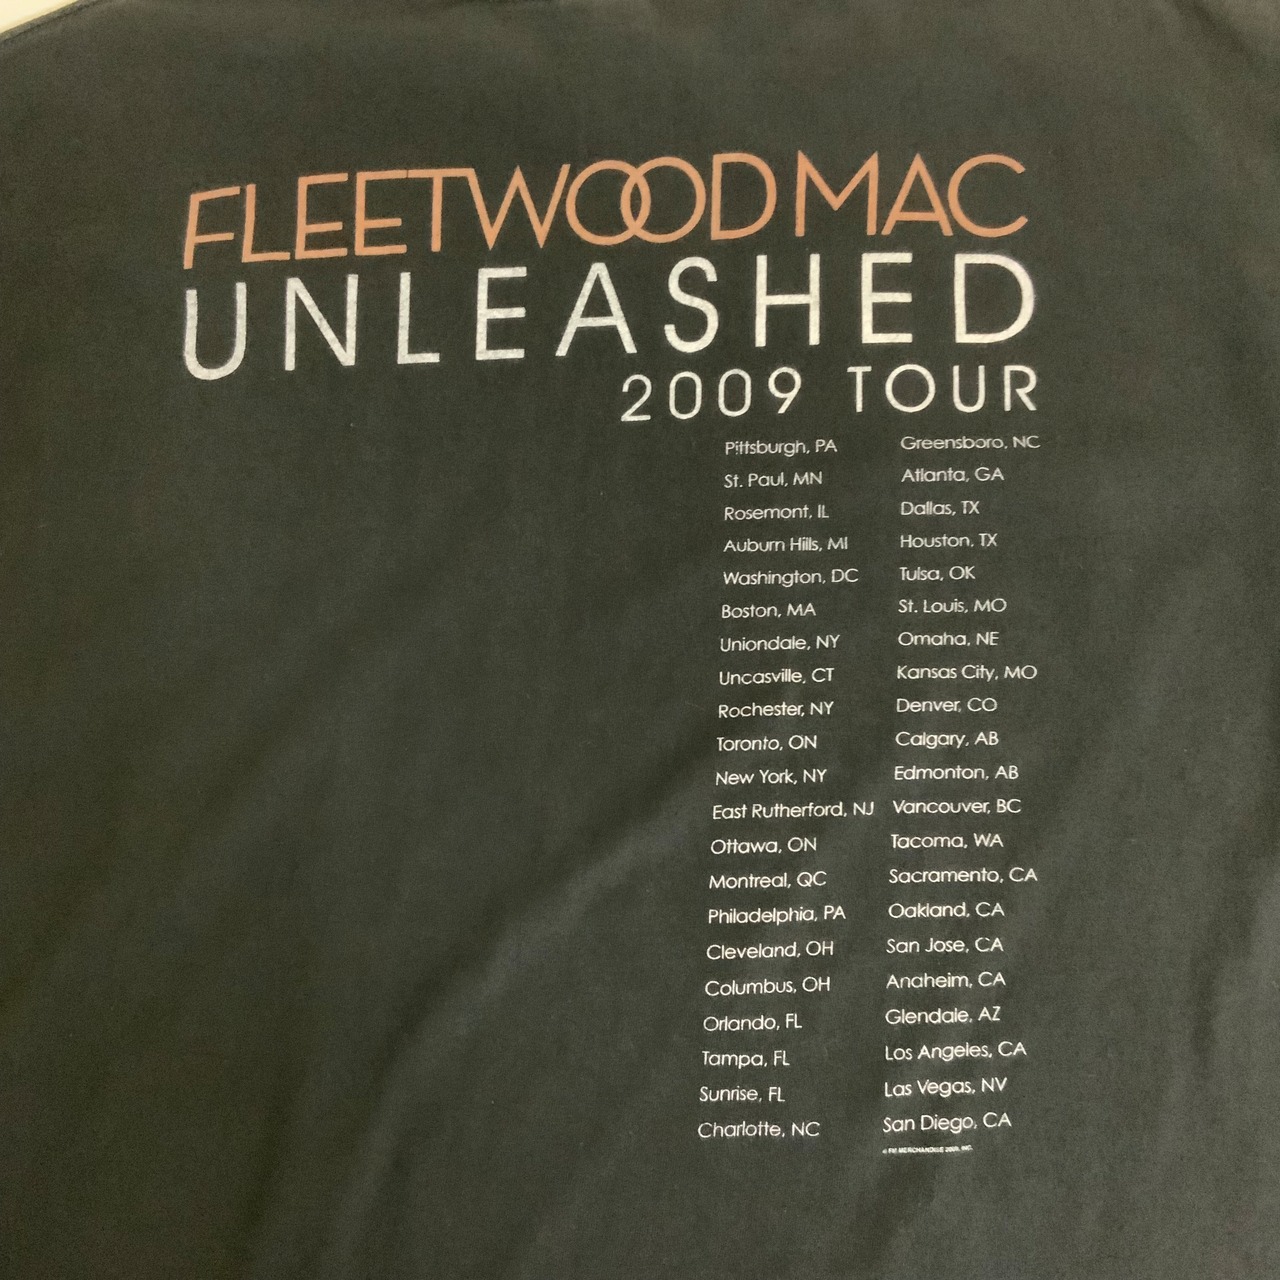 FLEETWOOD MAC
UNLEASHED
2009 TOUR
Pittsburgh, PA
St. Paul, MN
Rosemont, IL
Auburn Hills, MI
Washington, DC
Boston, MA
Uniondale, NY
Uncasville, CT
Rochester, NY
Toronto, ON
New York, NY
East Rutherford, NJ
Ottawa, ON
Montreal, QC
Philadelphia, PA
Cleveland, OH
Columbus, OH
Orlando, FL
Tampa, FL
Sunrise, FL
Charlotte, NC
Greensboro, NC
Atlanta, GA
Dallas, TX
Houston, TX
Tulsa, OK
St. Louis, MO
Omaha, NE
Kansas City, MO
Denver, CO
Calgary, AB
Edmonton, AB
Vancouver, BC
Tacoma, WA
Sacramento, CA
Oakland, CA
San Jose, CA
Anaheim, CA
Glendale, AZ
Los Angeles, CA
Las Vegas, NV
San Diego, CA
© FM MERCHANDISE 2009, INC.